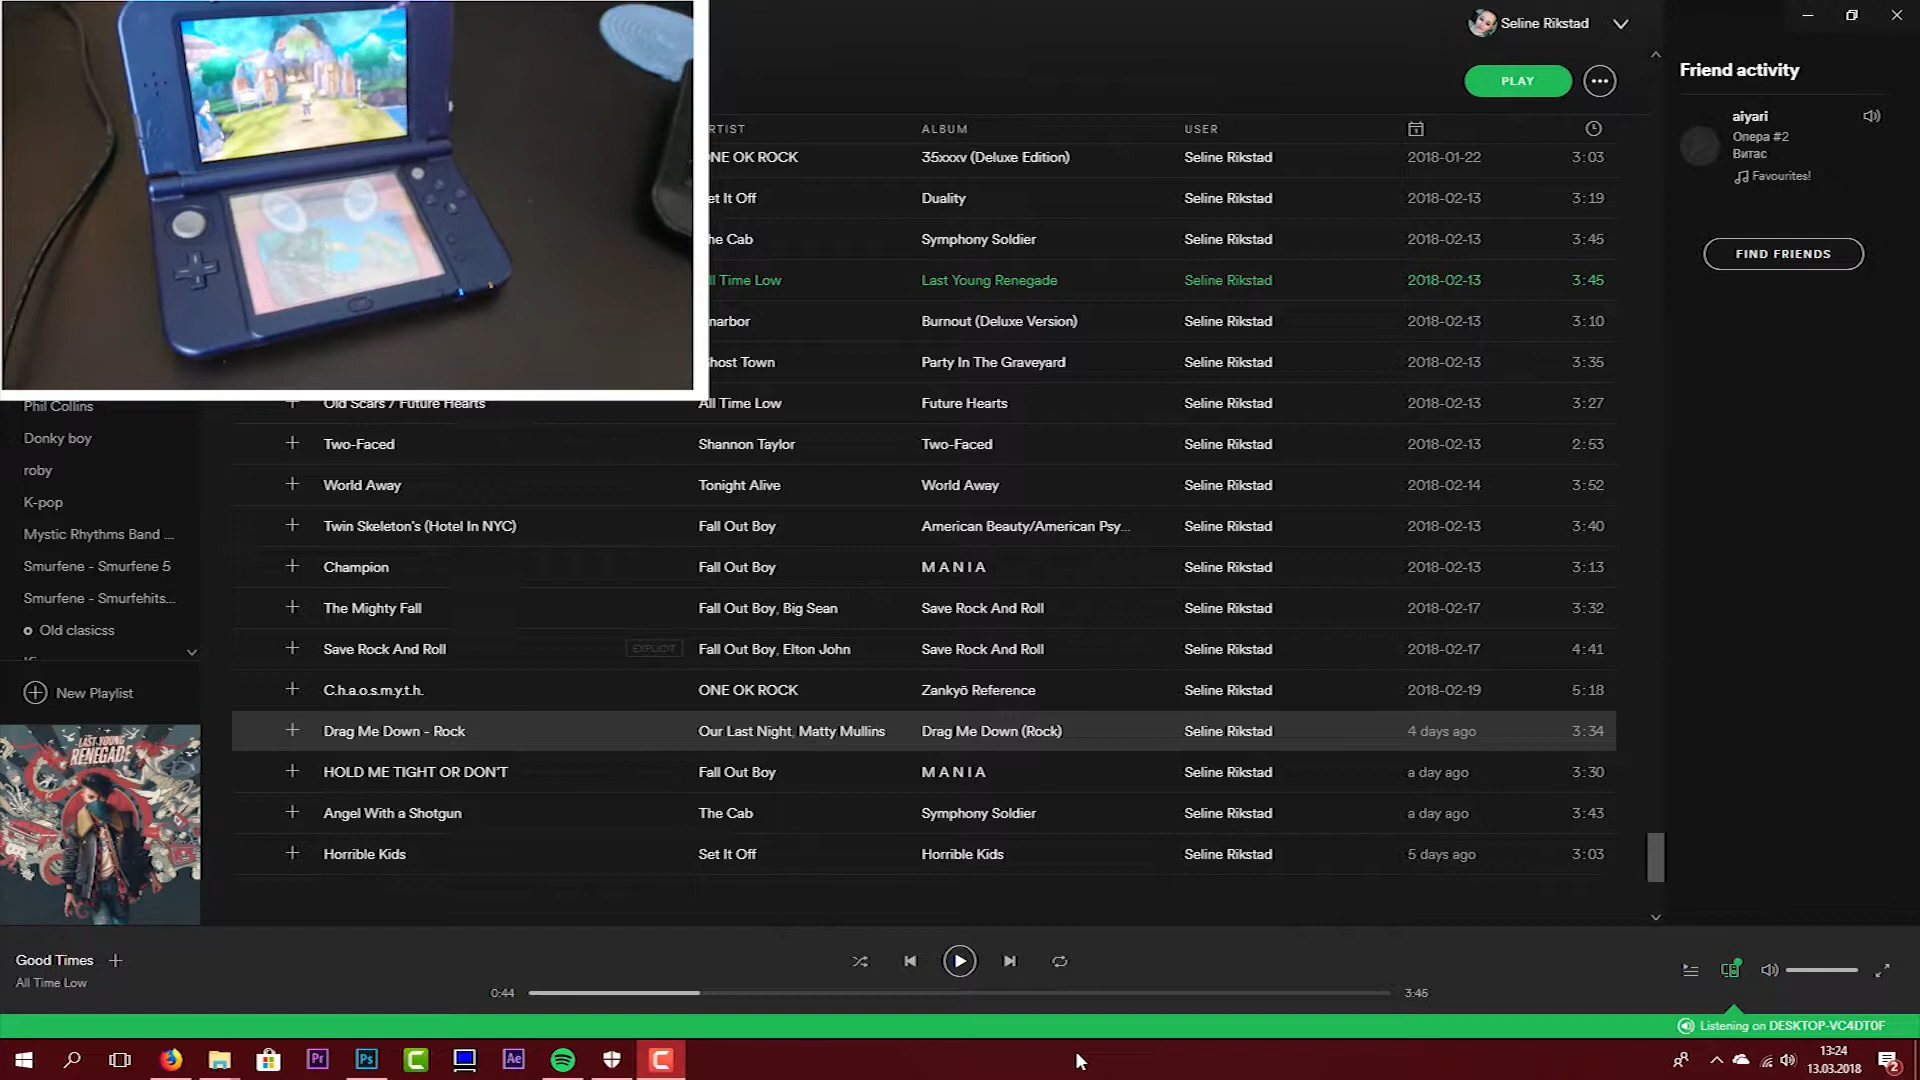 Seline Rikstad
PLAY
Friend activity
aiyari
Опера #2
Витас
Favourites!
FIND FRIENDS
RTIST ALBUM USER
NE OK ROCK 35xxxv (Deluxe Edition) Seline Rikstad 2018-01-22 3:03
et It Off Duality Seline Rikstad 2018-02-13 3:19
he Cab Symphony Soldier Seline Rikstad 2018-02-13 3:45
ll Time Low Last Young Renegade Seline Rikstad 2018-02-13 3:45
narbor Burnout (Deluxe Version) Seline Rikstad 2018-02-13 3:10
host Town Party In The Graveyard Seline Rikstad 2018-02-13 3:35
Old Scars / Future Hearts All Time Low Future Hearts Seline Rikstad 2018-02-13 3:27
Two-Faced Shannon Taylor Two-Faced Seline Rikstad 2018-02-13 2:53
World Away Tonight Alive World Away Seline Rikstad 2018-02-14 3:52
Twin Skeleton's (Hotel In NYC) Fall Out Boy American Beauty/American Psy... Seline Rikstad 2018-02-13 3:40
Champion Fall Out Boy M A N I A Seline Rikstad 2018-02-13 3:13
The Mighty Fall Fall Out Boy, Big Sean Save Rock And Roll Seline Rikstad 2018-02-17 3:32
Save Rock And Roll EXPLICIT Fall Out Boy, Elton John Save Rock And Roll Seline Rikstad 2018-02-17 4:41
C.h.a.o.s.m.y.t.h. ONE OK ROCK Zankyō Reference Seline Rikstad 2018-02-19 5:18
Drag Me Down - Rock Our Last Night, Matty Mullins Drag Me Down (Rock) Seline Rikstad 4 days ago 3:34
HOLD ME TIGHT OR DON'T Fall Out Boy M A N I A Seline Rikstad a day ago 3:30
Angel With a Shotgun The Cab Symphony Soldier Seline Rikstad a day ago 3:43
Horrible Kids Set It Off Horrible Kids Seline Rikstad 5 days ago 3:03
Phil Collins
Donky boy
roby
K-pop
Mystic Rhythms Band ...
Smurfene - Smurfene 5
Smurfene - Smurfehits...
Old clasicss
New Playlist
LAST YOUNG
RENEGADE
Good Times
All Time Low
0:44 3:45
Listening on DESKTOP-VC4DT0F
Pr Ps Ae
13:24
13.03.2018
2